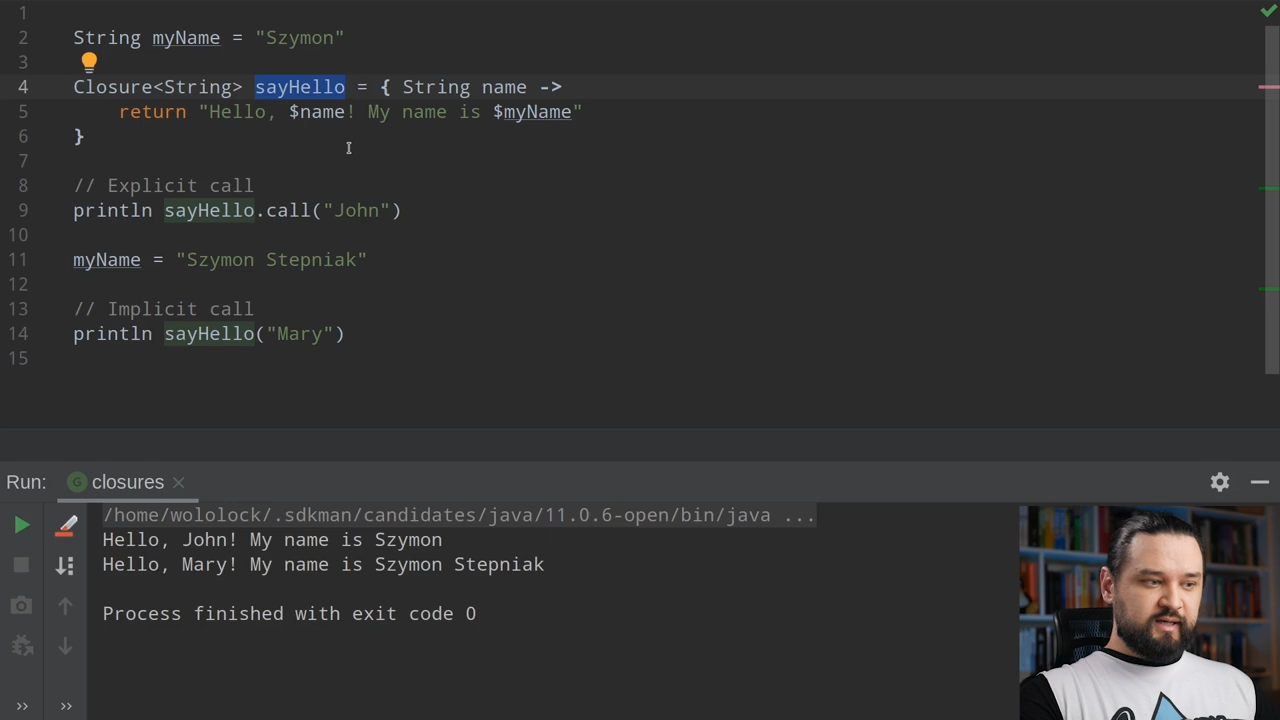 1
2 String myName = "Szymon"
3
4 Closure<String> sayHello = { String name ->
5 return "Hello, $name! My name is $myName"
6 }
7
8 // Explicit call
9 println sayHello.call("John")
10
11 myName = "Szymon Stepniak"
12
13 // Implicit call
14 println sayHello("Mary")
15
Run: G closures ×
/home/wololock/.sdkman/candidates/java/11.0.6-open/bin/java ...
Hello, John! My name is Szymon
Hello, Mary! My name is Szymon Stepniak
Process finished with exit code 0